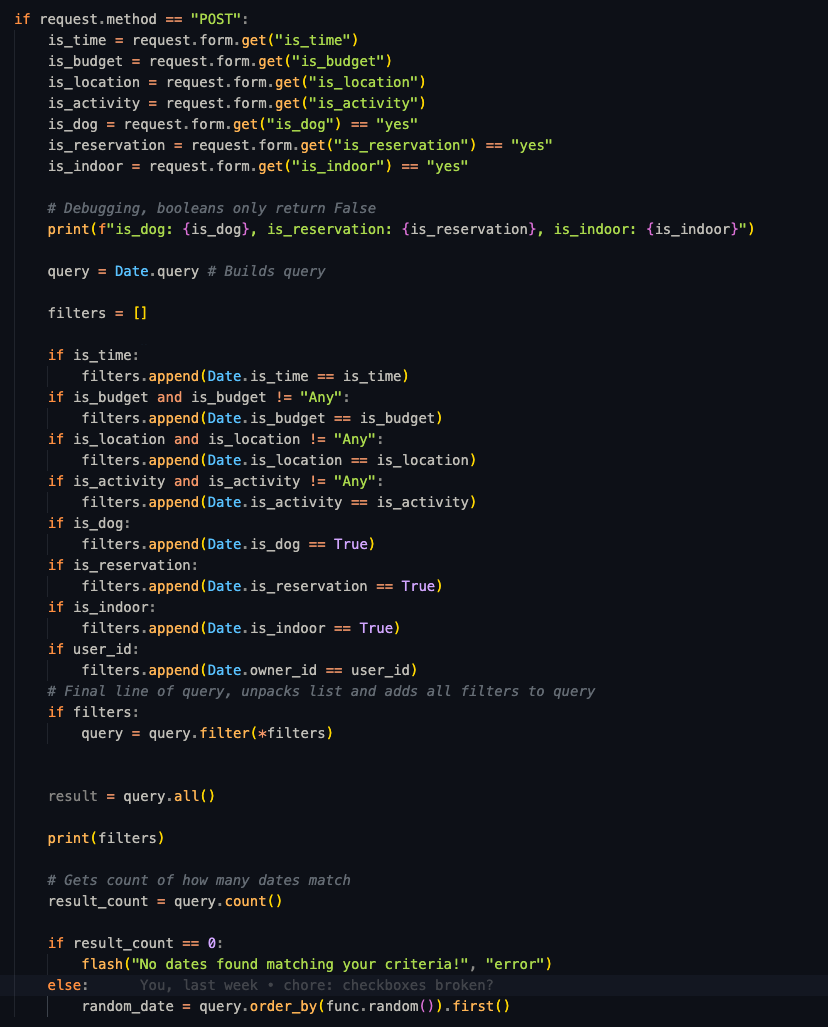 if request.method == "POST":
    is_time = request.form.get("is_time")
    is_budget = request.form.get("is_budget")
    is_location = request.form.get("is_location")
    is_activity = request.form.get("is_activity")
    is_dog = request.form.get("is_dog") == "yes"
    is_reservation = request.form.get("is_reservation") == "yes"
    is_indoor = request.form.get("is_indoor") == "yes"
    # Debugging, booleans only return False
    print(f"is_dog: {is_dog}, is_reservation: {is_reservation}, is_indoor: {is_indoor}")
    query = Date.query # Builds query
    filters = []
    if is_time:
        filters.append(Date.is_time == is_time)
    if is_budget and is_budget != "Any":
        filters.append(Date.is_budget == is_budget)
    if is_location and is_location != "Any":
        filters.append(Date.is_location == is_location)
    if is_activity and is_activity != "Any":
        filters.append(Date.is_activity == is_activity)
    if is_dog:
        filters.append(Date.is_dog == True)
    if is_reservation:
        filters.append(Date.is_reservation == True)
    if is_indoor:
        filters.append(Date.is_indoor == True)
    if user_id:
        filters.append(Date.owner_id == user_id)
    # Final line of query, unpacks list and adds all filters to query
    if filters:
        query = query.filter(*filters)
    result = query.all()
    print(filters)
    # Gets count of how many dates match
    result_count = query.count()
    if result_count == 0:
        flash("No dates found matching your criteria!", "error")
    else:      You, last week • chore: checkboxes broken?
        random_date = query.order_by(func.random()).first()